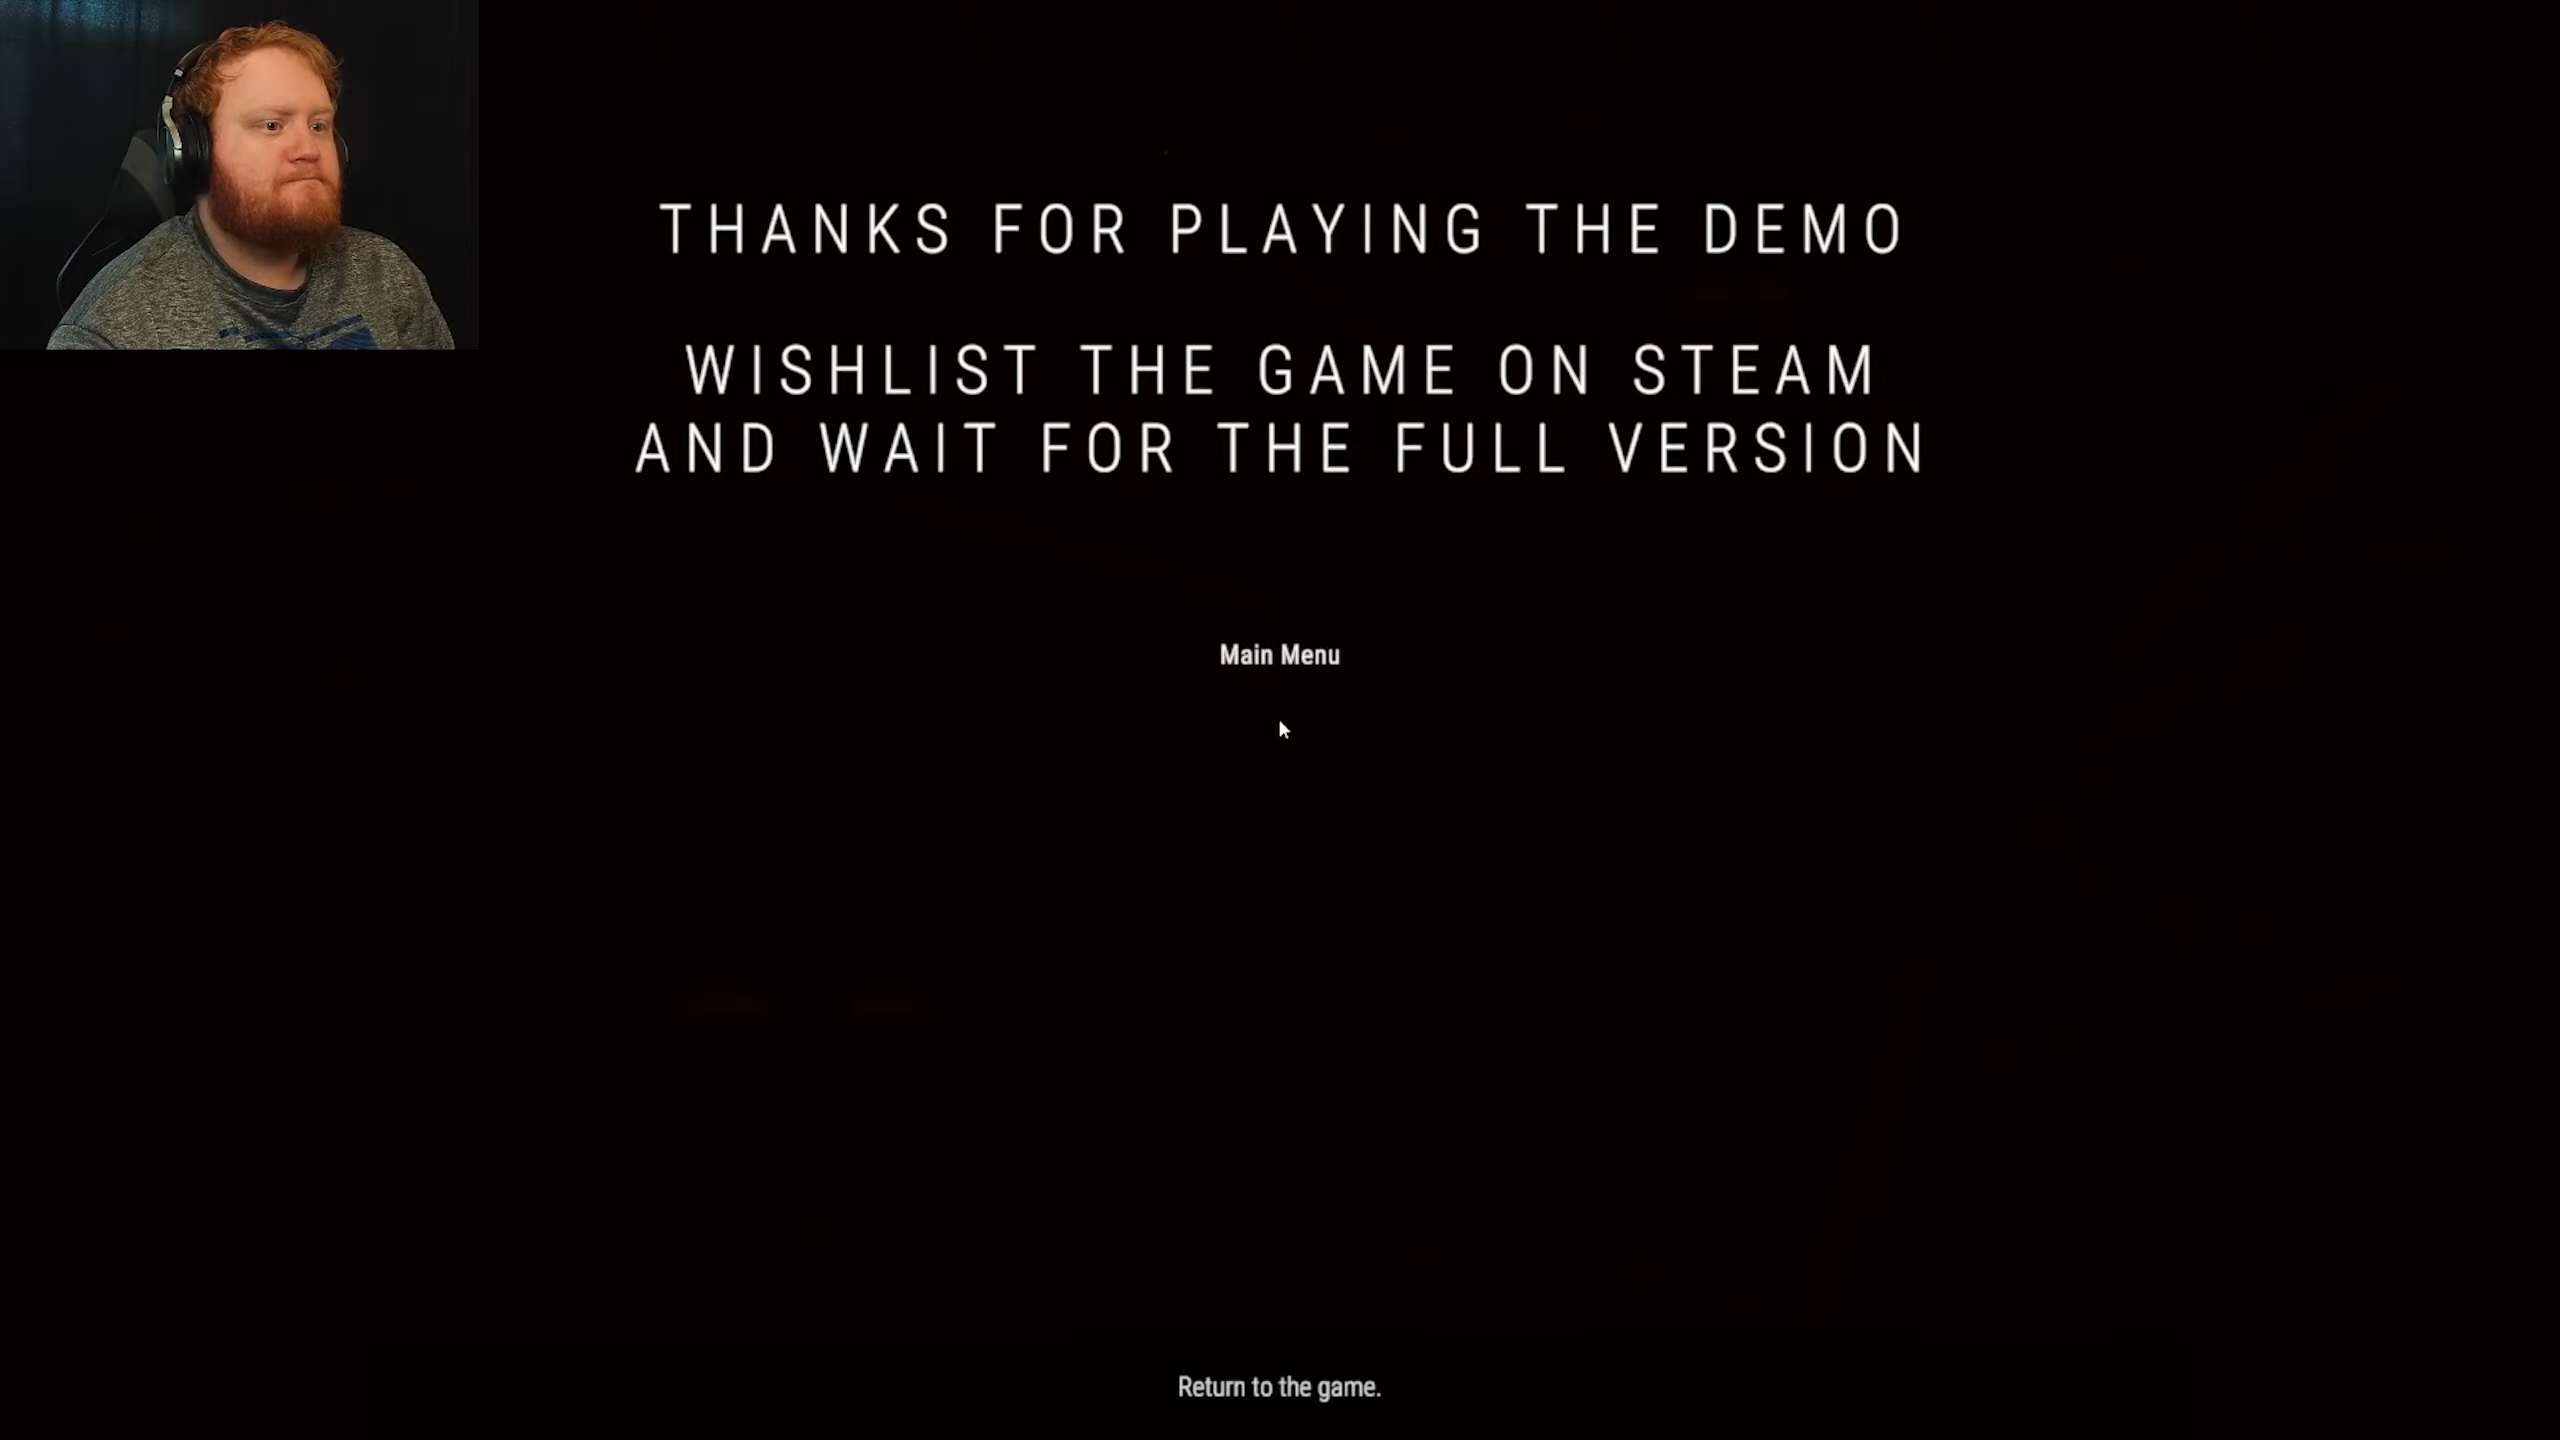 THANKS FOR PLAYING THE DEMO
WISHLIST THE GAME ON STEAM
AND WAIT FOR THE FULL VERSION
Main Menu
Return to the game.